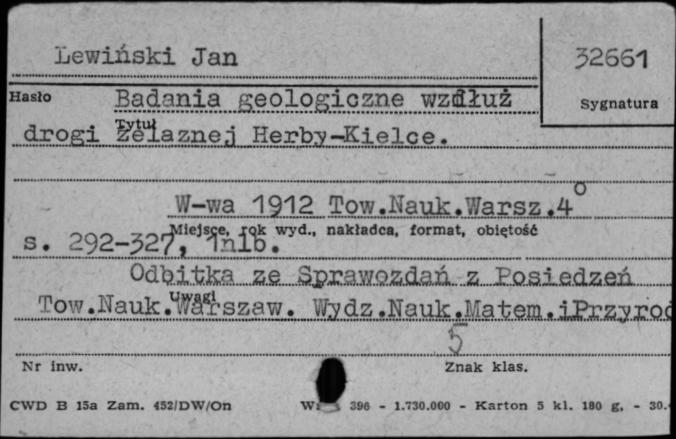 Lewiński Jan
32661
Hasło
Badania geologiczne wzdłuż
Sygnatura
Tytuł
drogi żelaznej Herby-Kielce.
W-wa 1912 Tow.Nauk.Warsz.4°
Miejsce, rok wyd., nakładca, format, objętość
s. 292-327, 1nlb.
Odbitka ze Sprawozdań z Posiedzeń
Uwagi
Tow.Nauk.Warszaw. Wydz.Nauk.Matem.iPrzyrod
5
Nr inw.
Znak klas.
CWD B 15a Zam. 452/DW/On
396 - 1.730.000 - Karton 5 kl. 180 g, - 30.